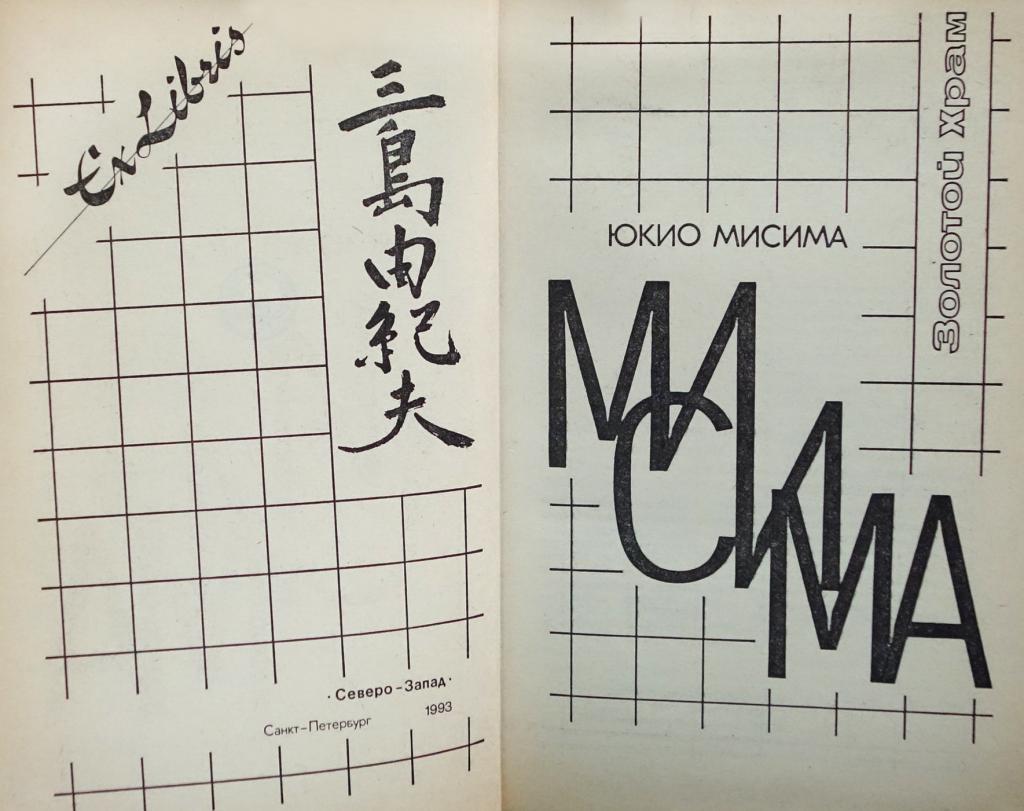 Ex Libris
三島由紀夫
·Северо-Запад·
Санкт-Петербург 1993
Золотой Храм
ЮКИО МИСИМА
МИСИМА